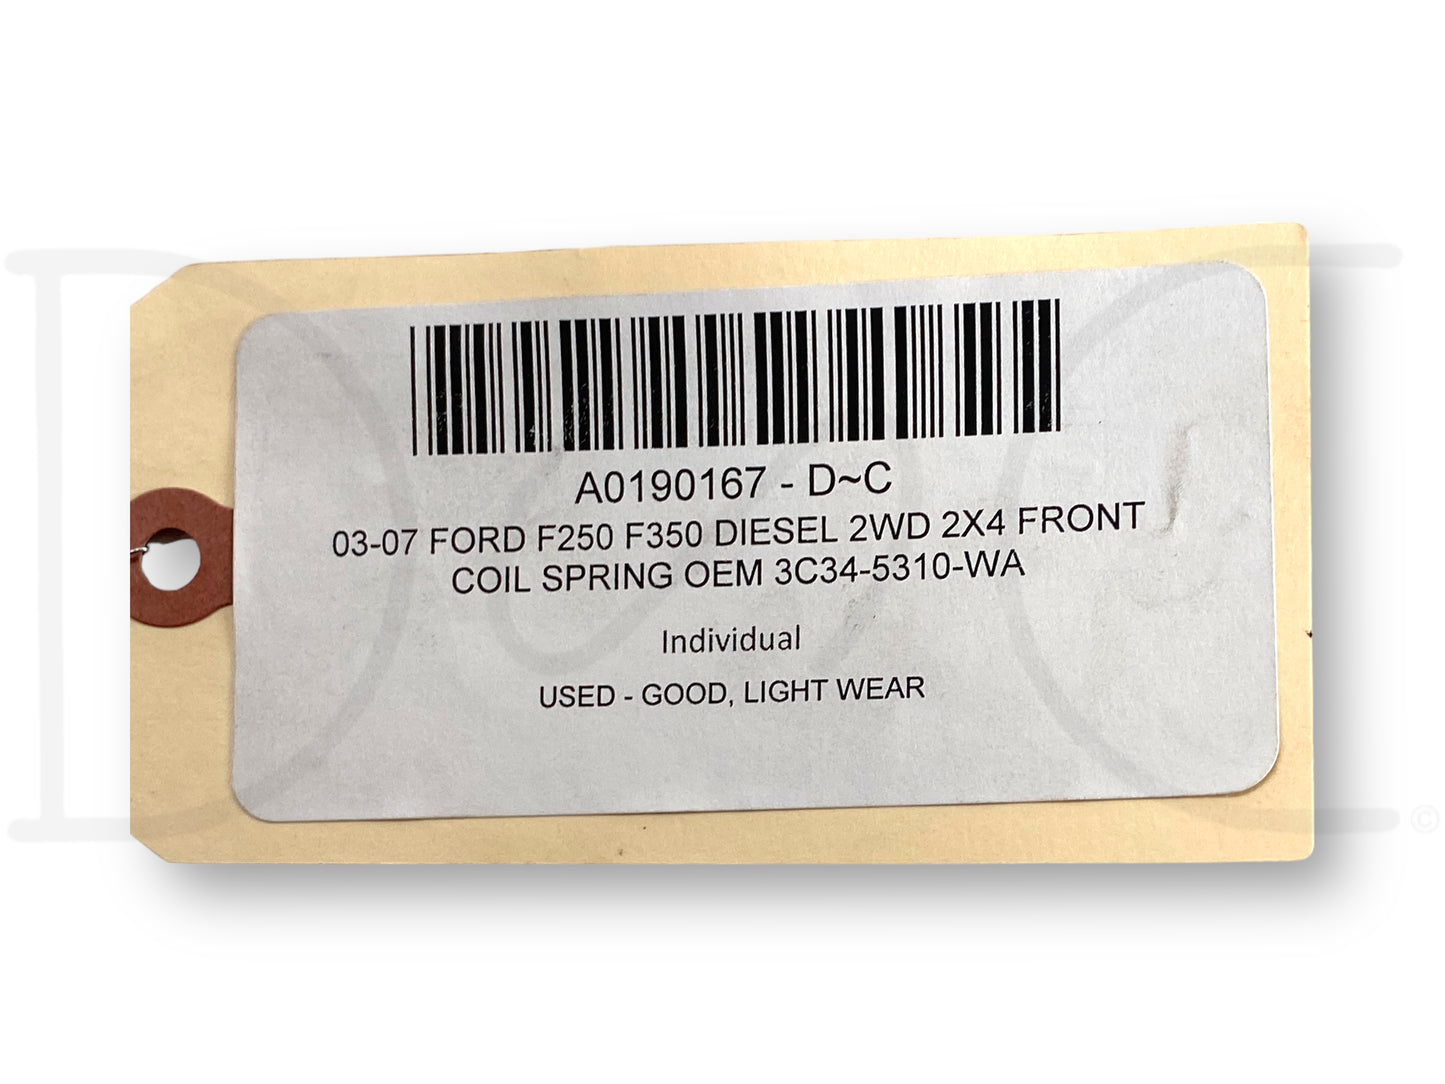 A0190167 - D~C
03-07 FORD F250 F350 DIESEL 2WD 2X4 FRONT
COIL SPRING OEM 3C34-5310-WA
Individual
USED - GOOD, LIGHT WEAR
©